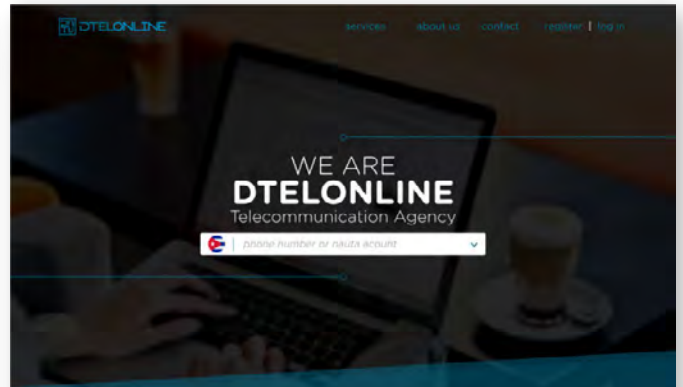 DTELONLINE
services about us contact register | log in
WE ARE
DTELONLINE
Telecommunication Agency
phone number or nauta acount